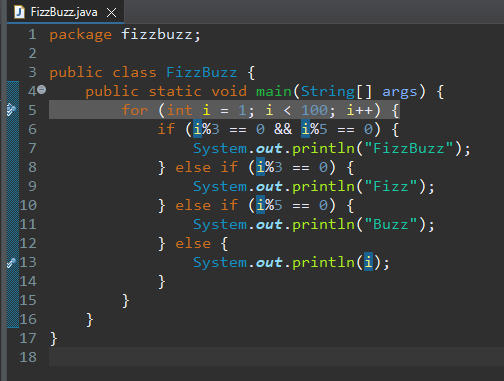 FizzBuzz.java
1 package fizzbuzz;
2
3 public class FizzBuzz {
4     public static void main(String[] args) {
5         for (int i = 1; i < 100; i++) {
6             if (i%3 == 0 && i%5 == 0) {
7                 System.out.println("FizzBuzz");
8             } else if (i%3 == 0) {
9                 System.out.println("Fizz");
10             } else if (i%5 == 0) {
11                 System.out.println("Buzz");
12             } else {
13                 System.out.println(i);
14             }
15         }
16     }
17 }
18